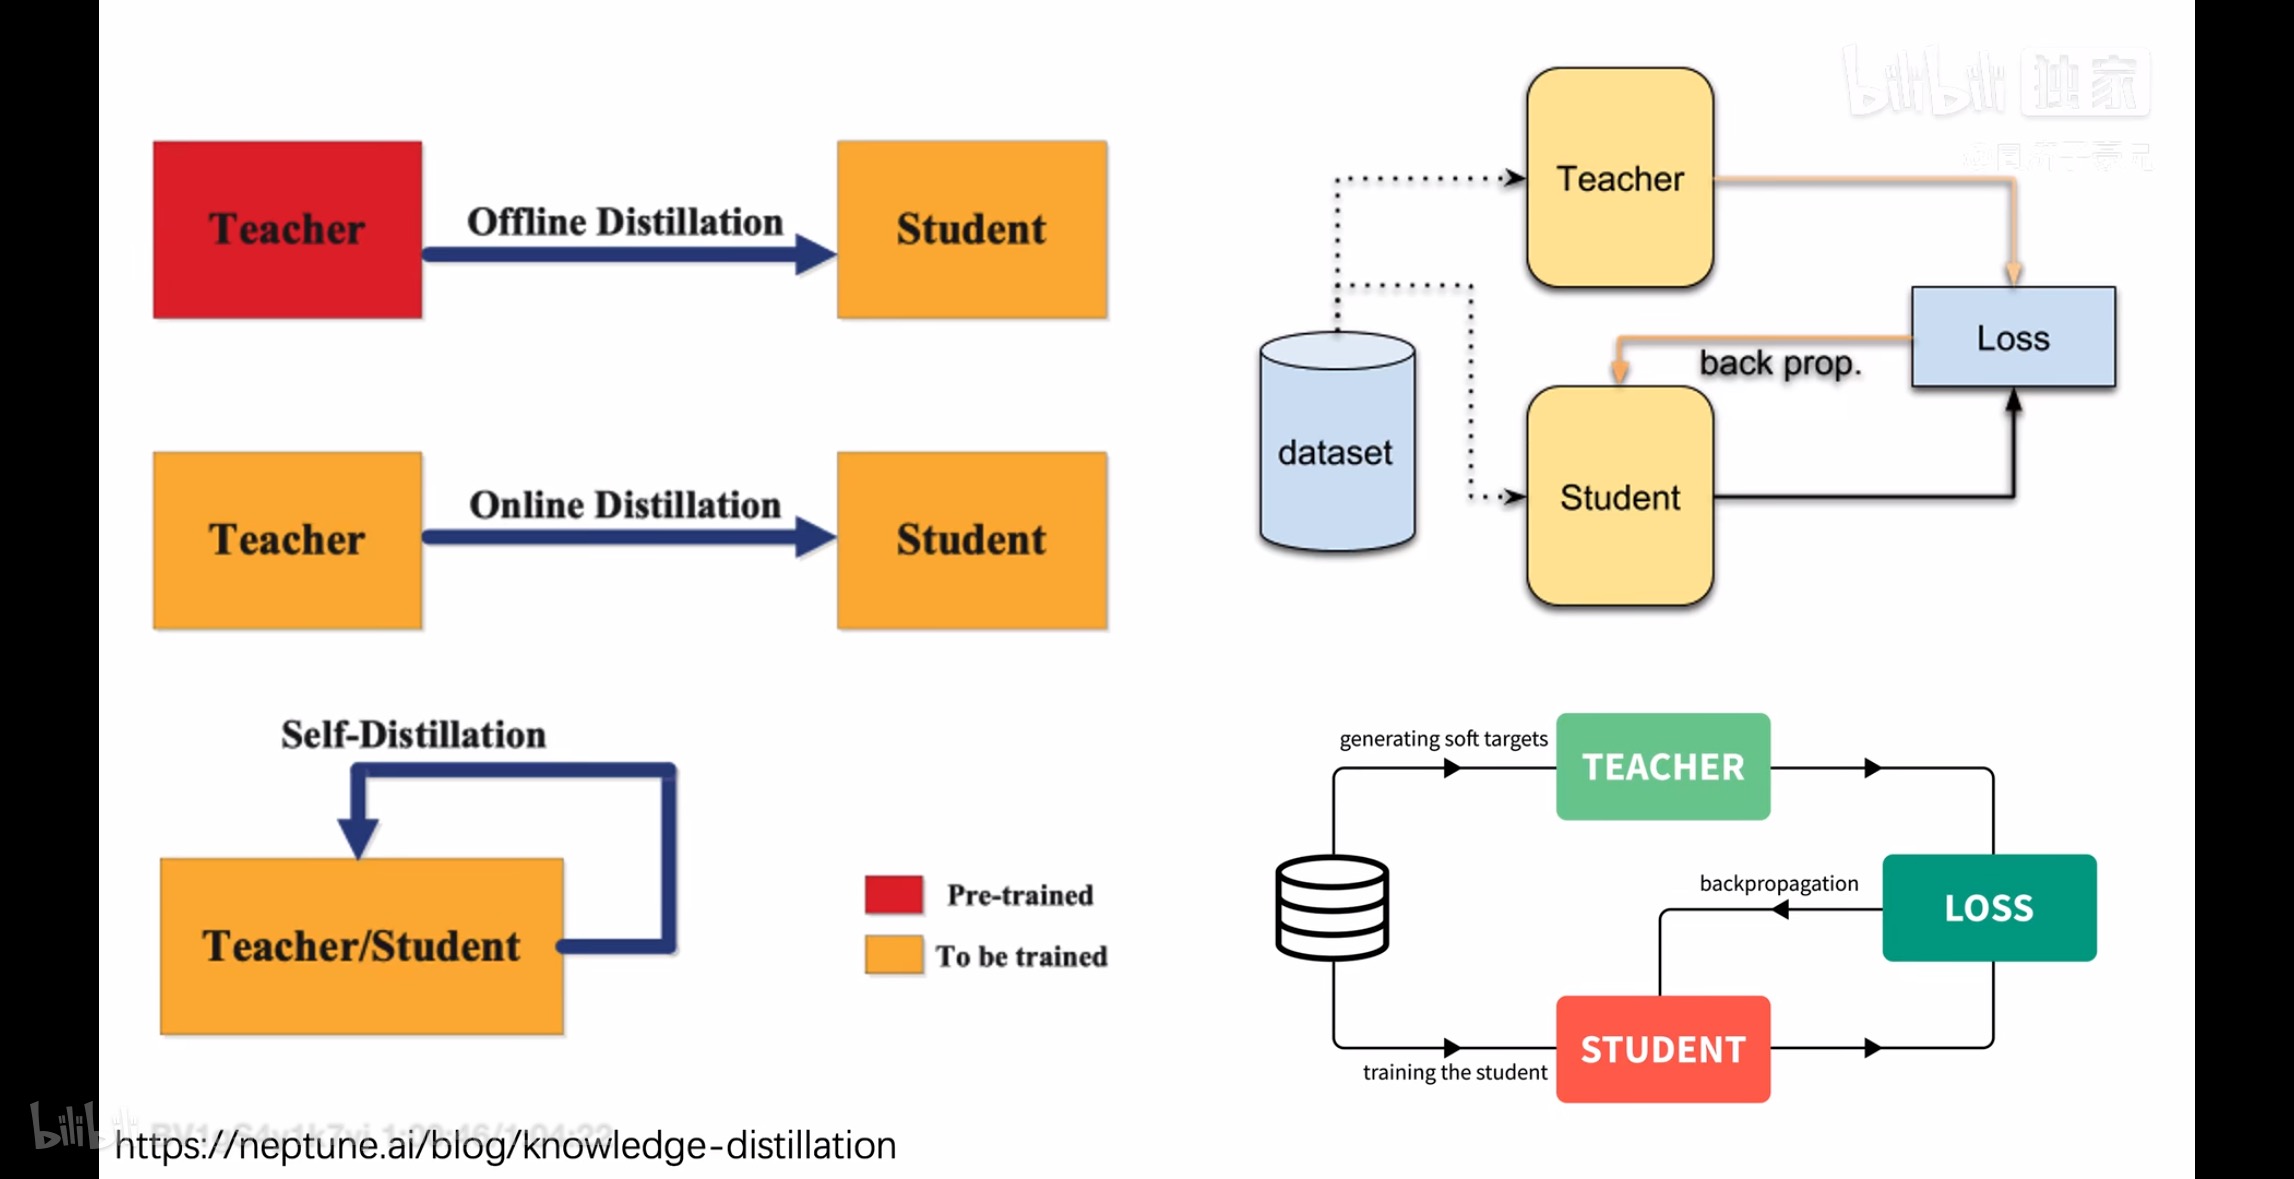 bilibili 独家
Teacher
Offline Distillation
Student
Teacher
Online Distillation
Student
Self-Distillation
Teacher/Student
Pre-trained
To be trained
Teacher
Loss
back prop.
dataset
Student
generating soft targets
TEACHER
backpropagation
LOSS
STUDENT
training the student
bilibili
https://neptune.ai/blog/knowledge-distillation